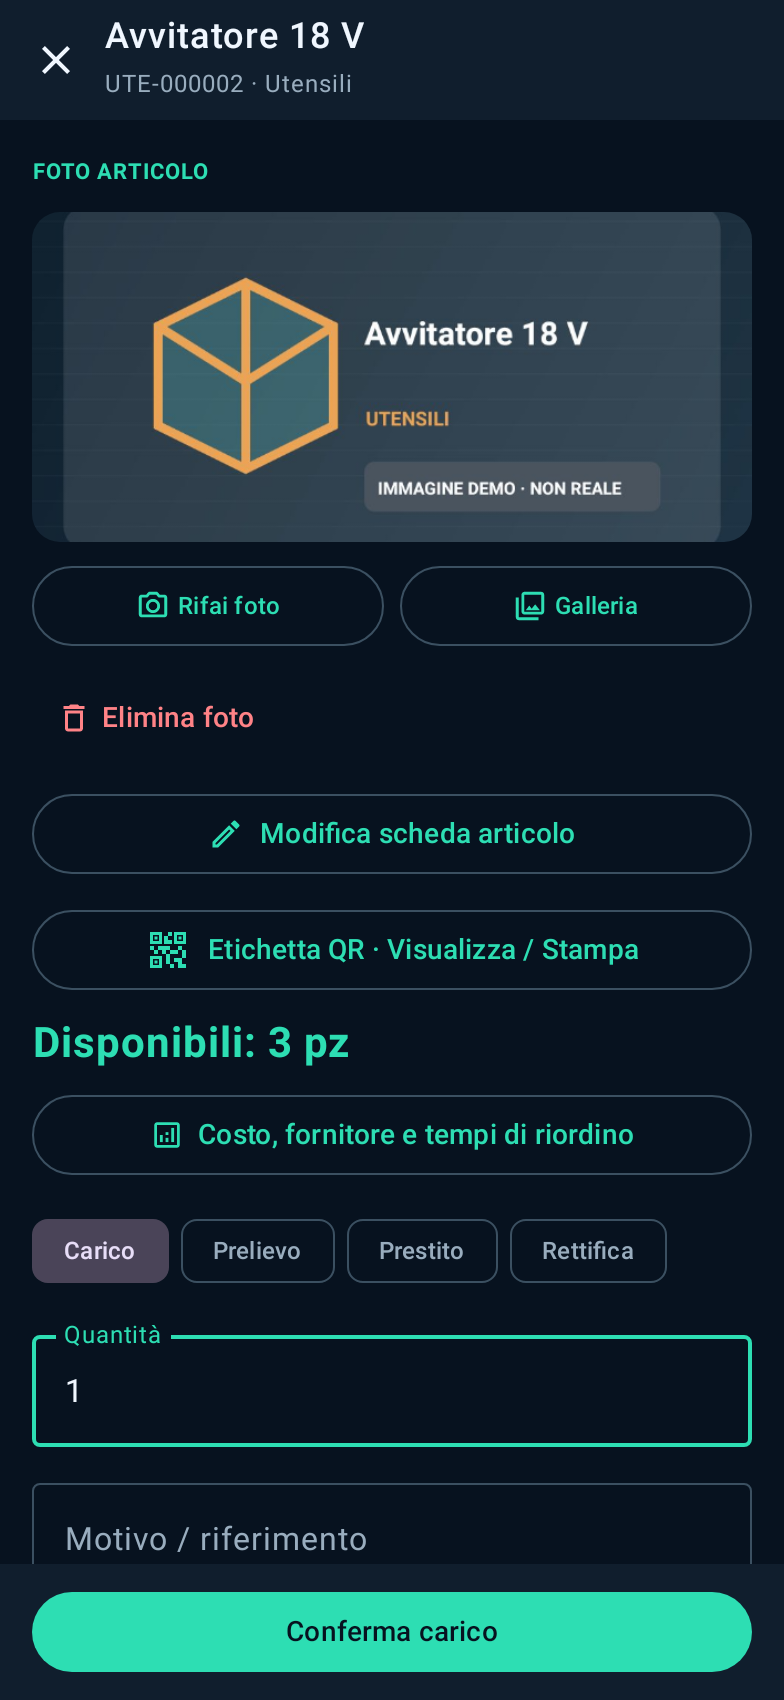 Avvitatore 18 V
UTE-000002 · Utensili
FOTO ARTICOLO
Avvitatore 18 V
UTENSILI
IMMAGINE DEMO · NON REALE
Rifai foto
Galleria
Elimina foto
Modifica scheda articolo
Etichetta QR · Visualizza / Stampa
Disponibili: 3 pz
Costo, fornitore e tempi di riordino
Carico
Prelievo
Prestito
Rettifica
Quantità
1
Motivo / riferimento
Conferma carico